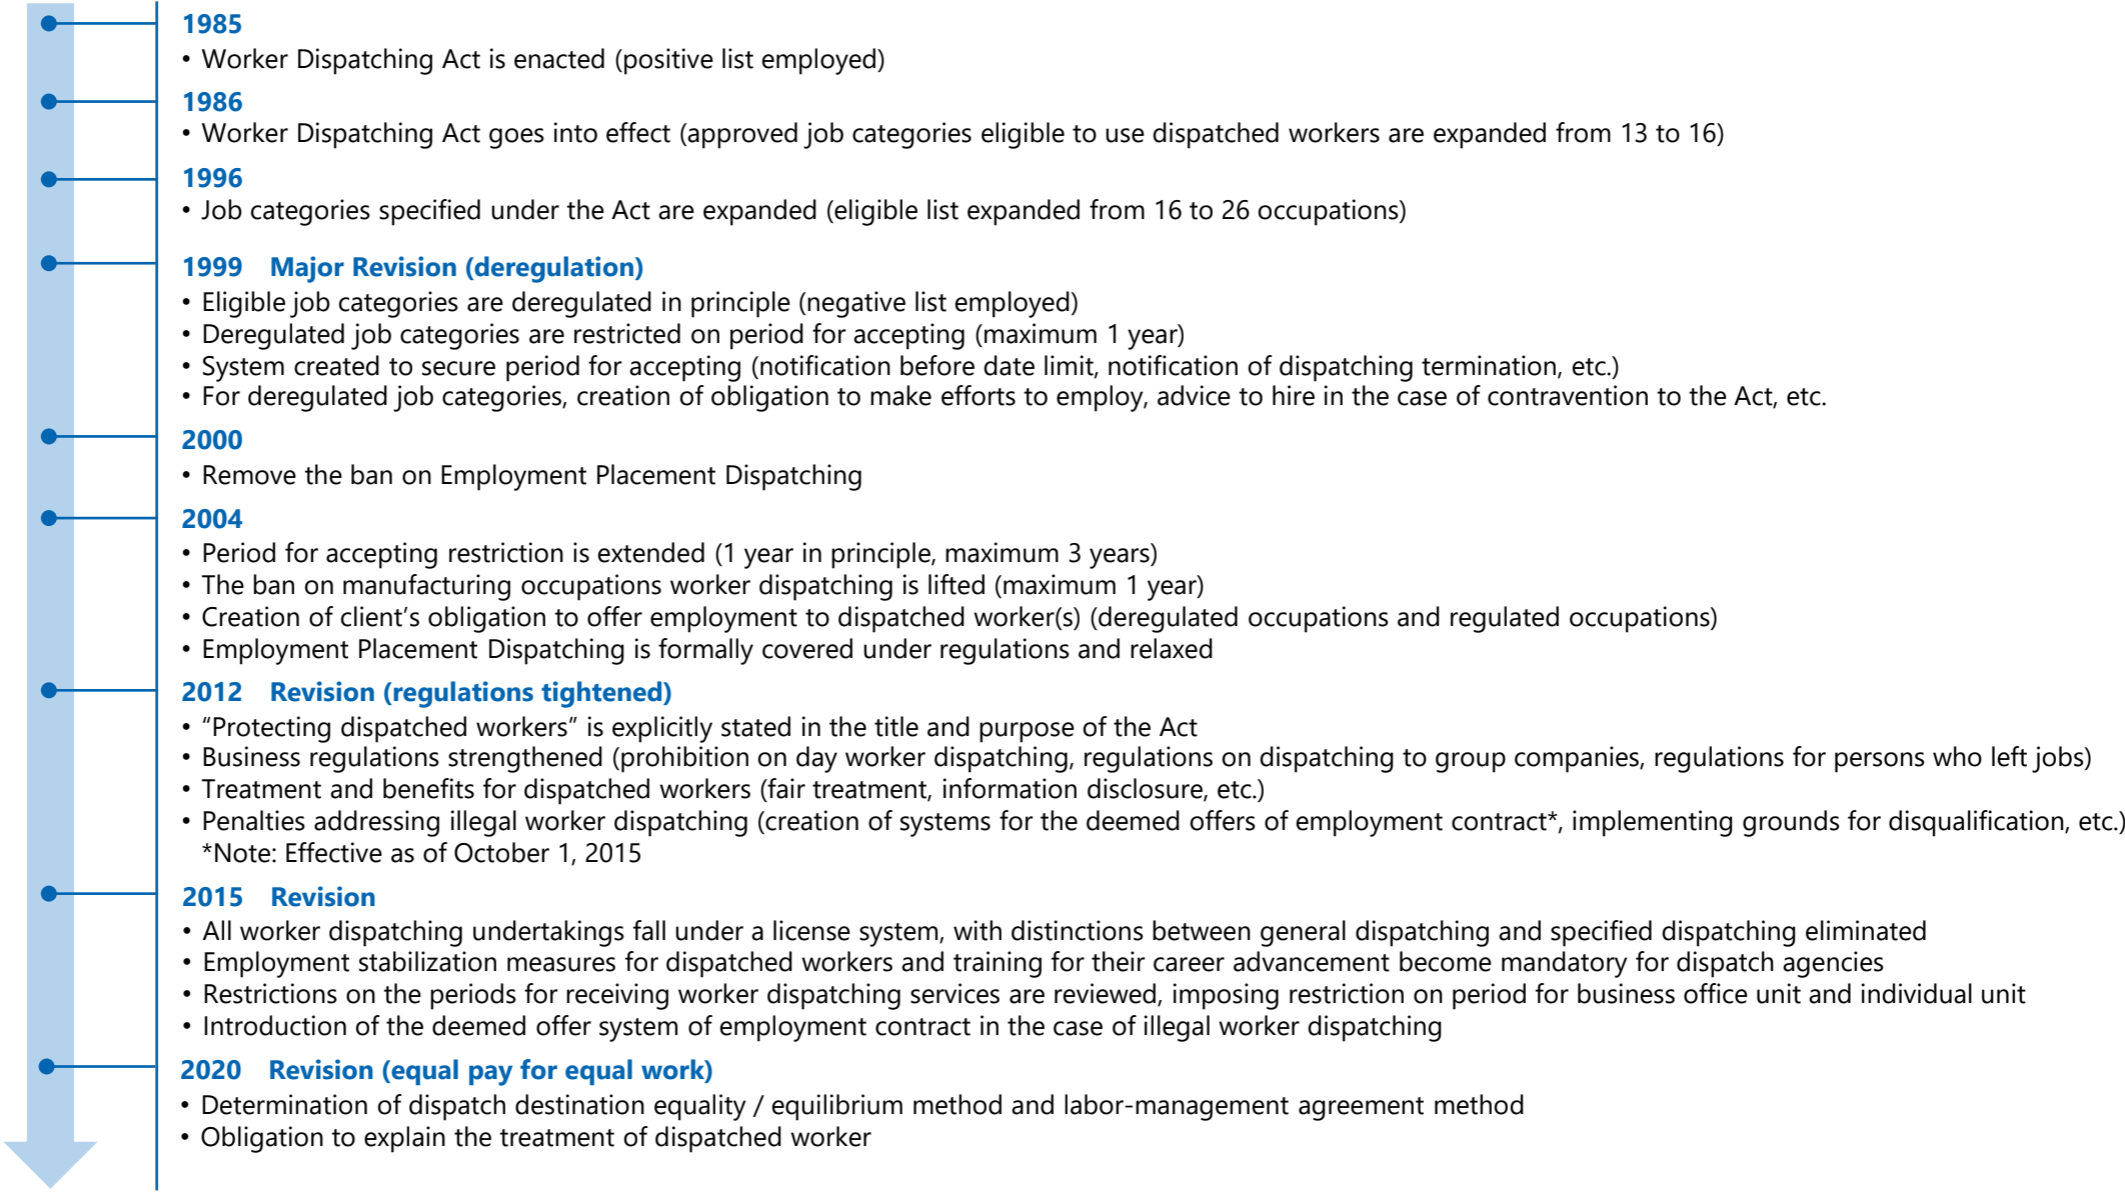 1985
• Worker Dispatching Act is enacted (positive list employed)
1986
• Worker Dispatching Act goes into effect (approved job categories eligible to use dispatched workers are expanded from 13 to 16)
1996
• Job categories specified under the Act are expanded (eligible list expanded from 16 to 26 occupations)
1999 Major Revision (deregulation)
• Eligible job categories are deregulated in principle (negative list employed)
• Deregulated job categories are restricted on period for accepting (maximum 1 year)
• System created to secure period for accepting (notification before date limit, notification of dispatching termination, etc.)
• For deregulated job categories, creation of obligation to make efforts to employ, advice to hire in the case of contravention to the Act, etc.
2000
• Remove the ban on Employment Placement Dispatching
2004
• Period for accepting restriction is extended (1 year in principle, maximum 3 years)
• The ban on manufacturing occupations worker dispatching is lifted (maximum 1 year)
• Creation of client’s obligation to offer employment to dispatched worker(s) (deregulated occupations and regulated occupations)
• Employment Placement Dispatching is formally covered under regulations and relaxed
2012 Revision (regulations tightened)
• “Protecting dispatched workers” is explicitly stated in the title and purpose of the Act
• Business regulations strengthened (prohibition on day worker dispatching, regulations on dispatching to group companies, regulations for persons who left jobs)
• Treatment and benefits for dispatched workers (fair treatment, information disclosure, etc.)
• Penalties addressing illegal worker dispatching (creation of systems for the deemed offers of employment contract*, implementing grounds for disqualification, etc.)
*Note: Effective as of October 1, 2015
2015 Revision
• All worker dispatching undertakings fall under a license system, with distinctions between general dispatching and specified dispatching eliminated
• Employment stabilization measures for dispatched workers and training for their career advancement become mandatory for dispatch agencies
• Restrictions on the periods for receiving worker dispatching services are reviewed, imposing restriction on period for business office unit and individual unit
• Introduction of the deemed offer system of employment contract in the case of illegal worker dispatching
2020 Revision (equal pay for equal work)
• Determination of dispatch destination equality / equilibrium method and labor-management agreement method
• Obligation to explain the treatment of dispatched worker